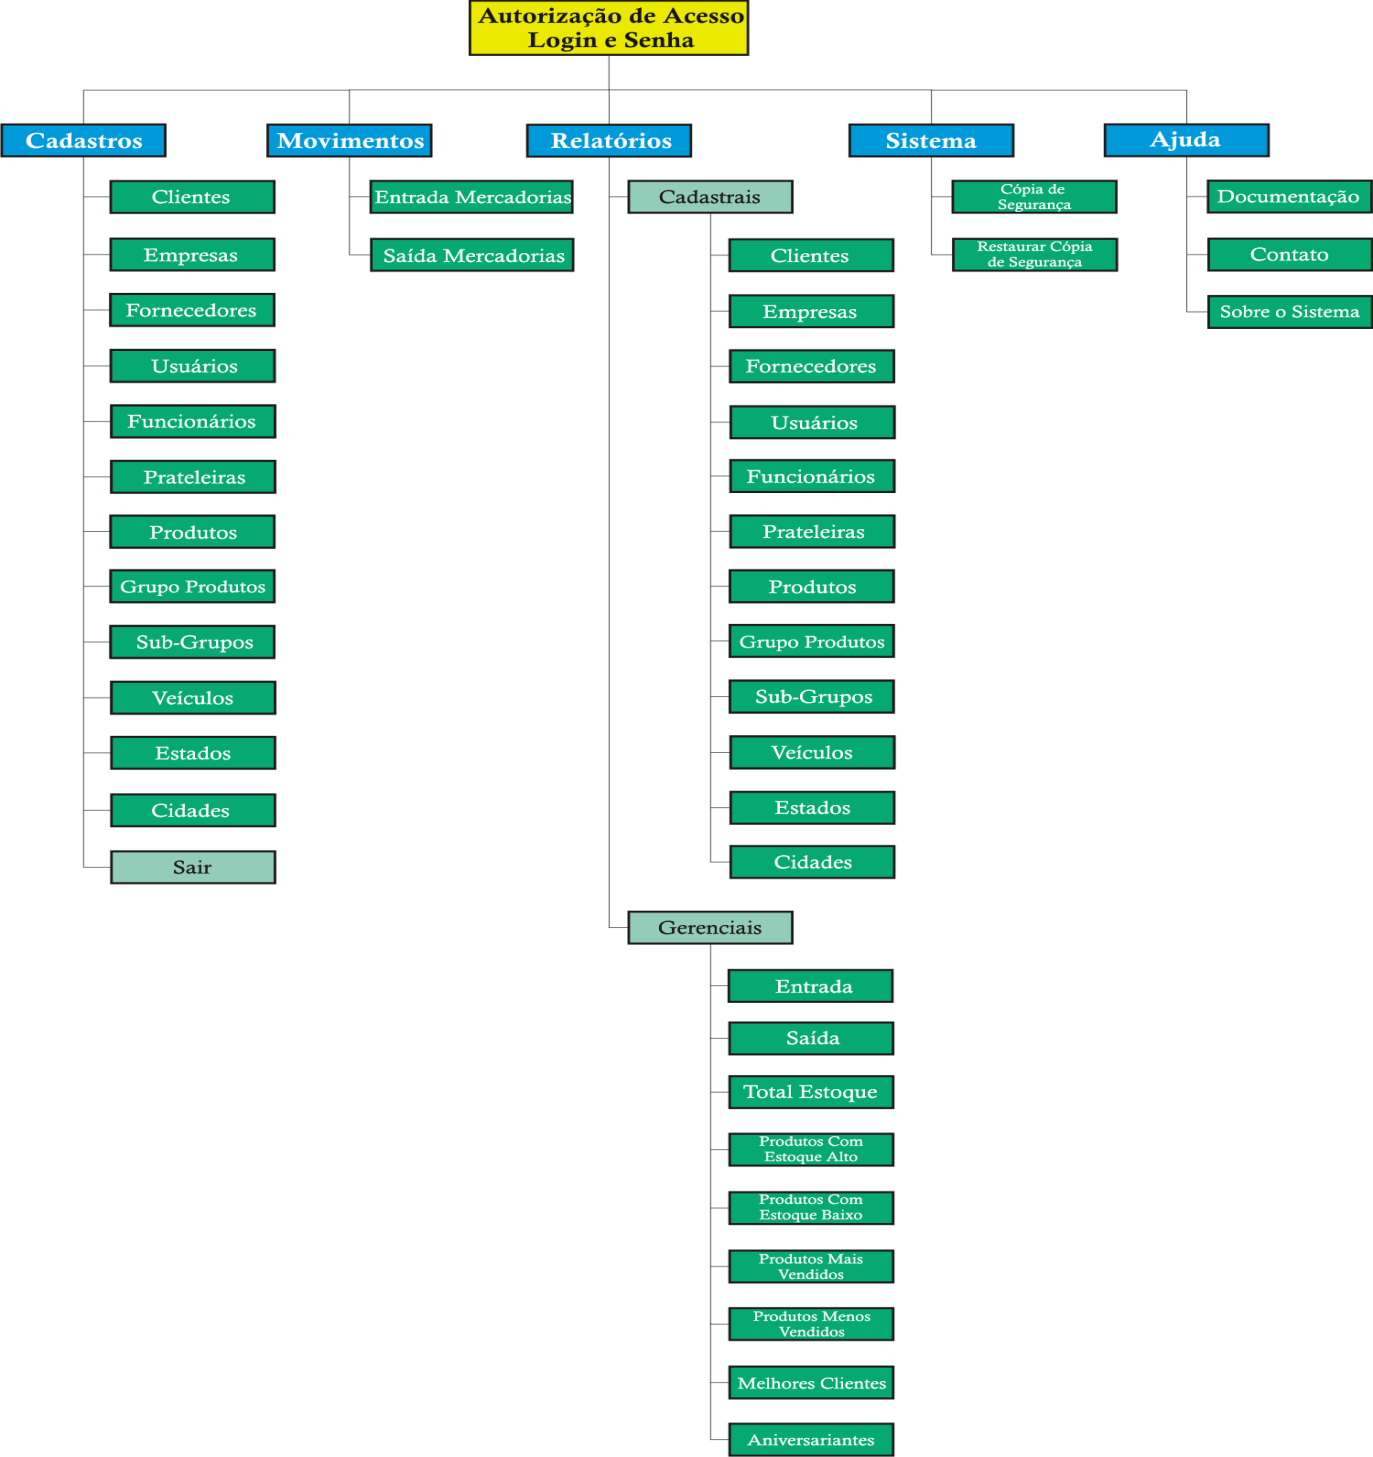 Autorização de Acesso
Login e Senha
Cadastros
Movimentos
Relatórios
Sistema
Ajuda
Clientes
Empresas
Fornecedores
Usuários
Funcionários
Prateleiras
Produtos
Grupo Produtos
Sub-Grupos
Veículos
Estados
Cidades
Sair
Entrada Mercadorias
Saída Mercadorias
Cadastrais
Clientes
Empresas
Fornecedores
Usuários
Funcionários
Prateleiras
Produtos
Grupo Produtos
Sub-Grupos
Veículos
Estados
Cidades
Gerenciais
Entrada
Saída
Total Estoque
Produtos Com
Estoque Alto
Produtos Com
Estoque Baixo
Produtos Mais
Vendidos
Produtos Menos
Vendidos
Melhores Clientes
Aniversariantes
Cópia de
Segurança
Restaurar Cópia
de Segurança
Documentação
Contato
Sobre o Sistema